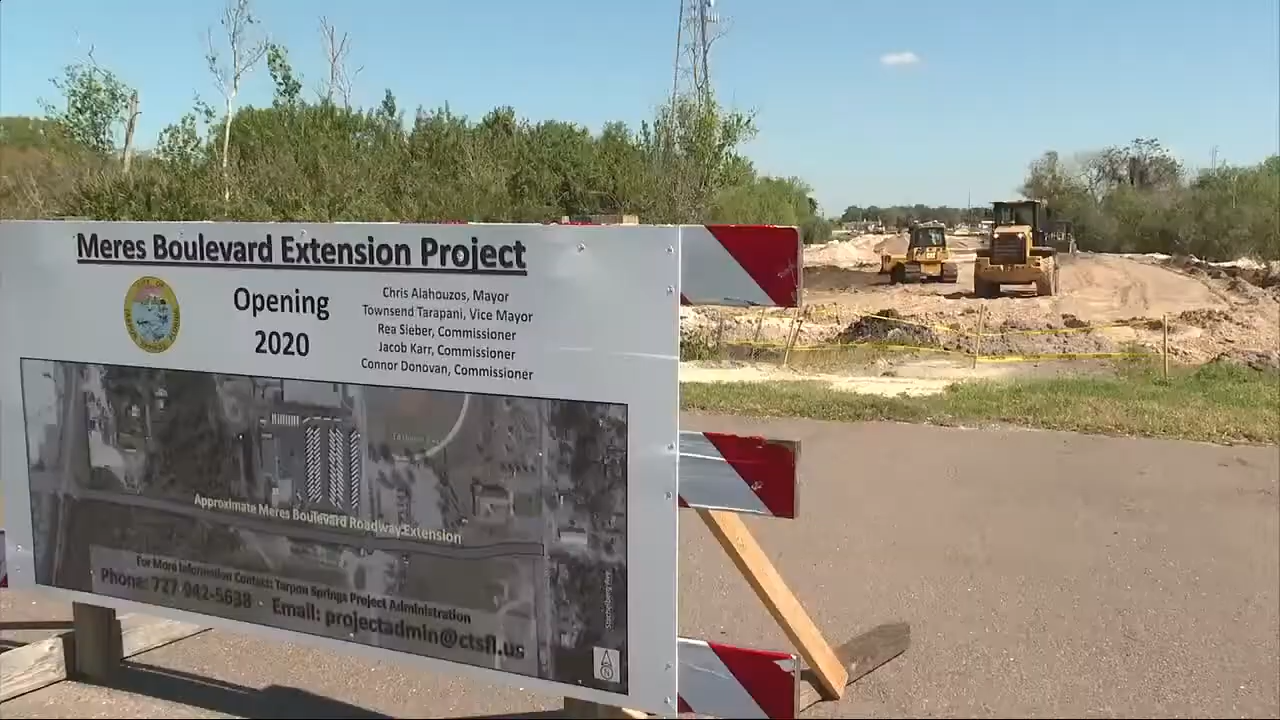 Meres Boulevard Extension Project
Opening
2020
Chris Alahouzos, Mayor
Townsend Tarapani, Vice Mayor
Rea Sieber, Commissioner
Jacob Karr, Commissioner
Connor Donovan, Commissioner
Approximate Meres Boulevard Roadway Extension
For More Information Contact: Tarpon Springs Project Administration
Phone: 727-942-5638 Email: projectadmin@ctsfl.us
N